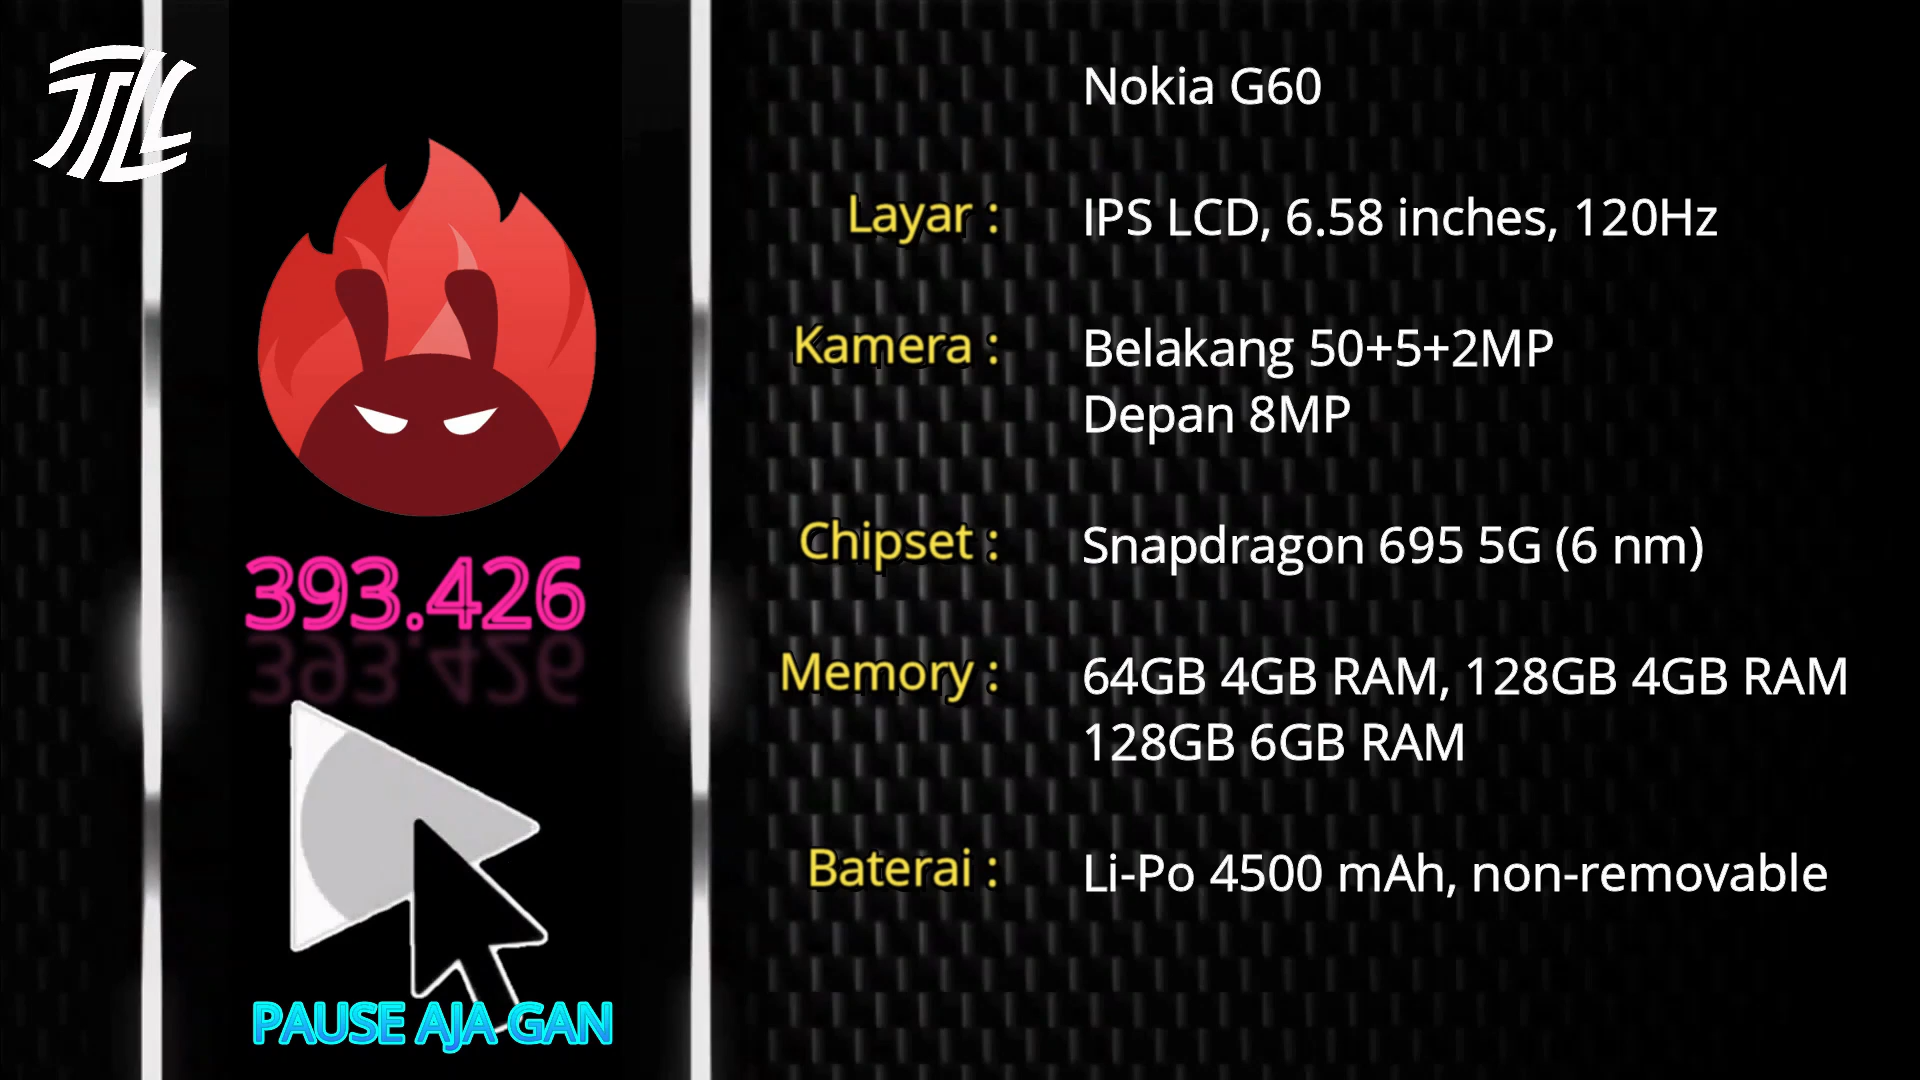 TLC
393.426
PAUSE AJA GAN
Nokia G60
Layar : IPS LCD, 6.58 inches, 120Hz
Kamera : Belakang 50+5+2MP
Depan 8MP
Chipset : Snapdragon 695 5G (6 nm)
Memory : 64GB 4GB RAM, 128GB 4GB RAM
128GB 6GB RAM
Baterai : Li-Po 4500 mAh, non-removable